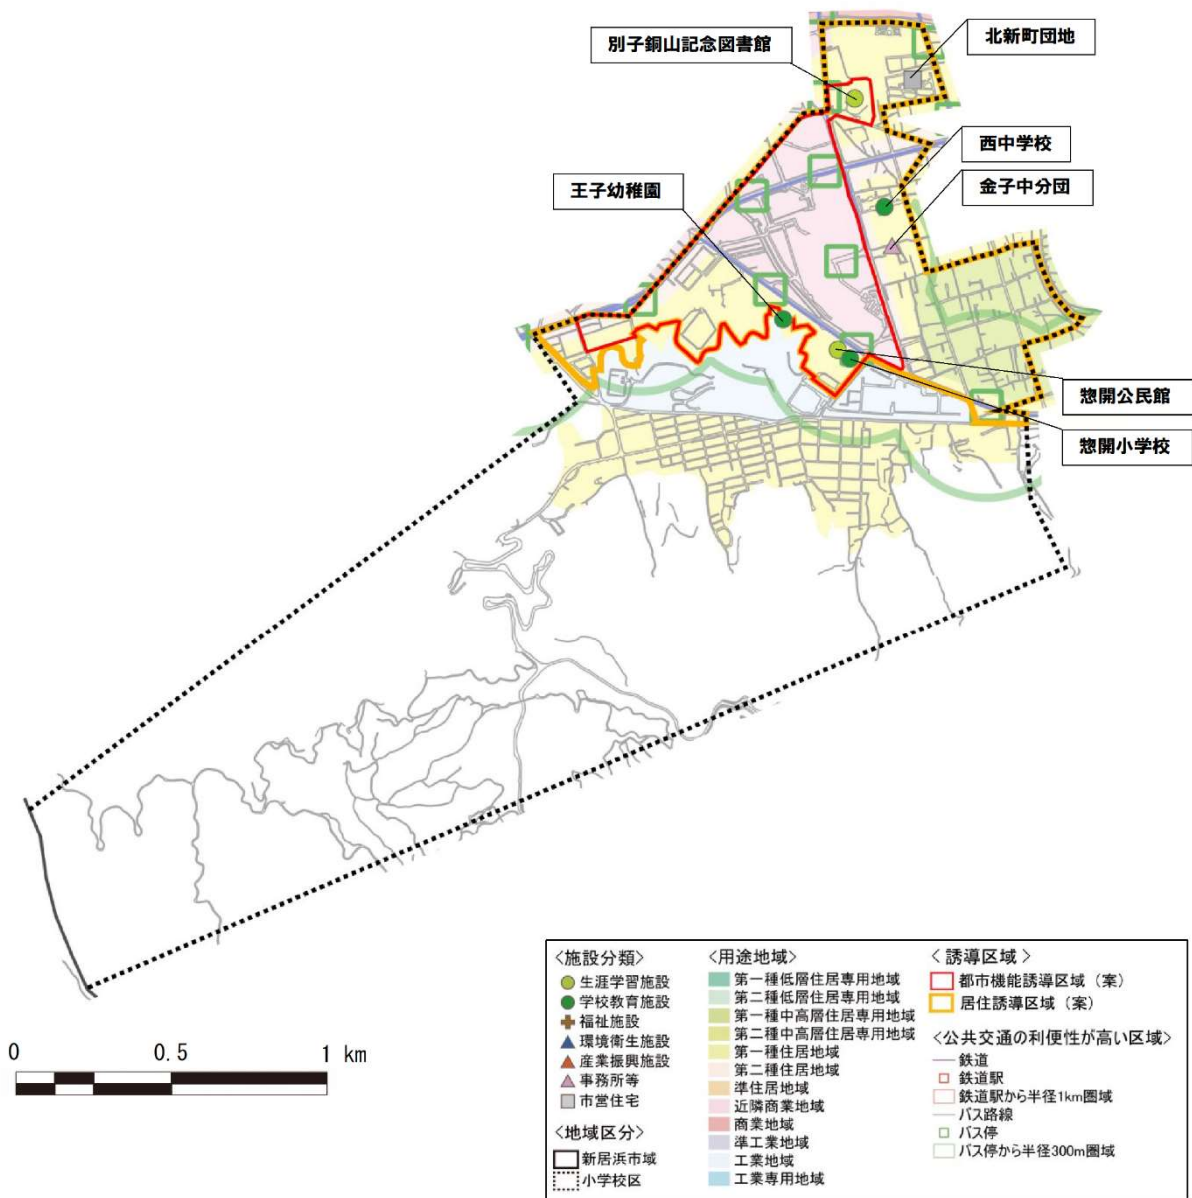 別子銅山記念図書館
北新町団地
西中学校
王子幼稚園
金子中分団
惣開公民館
惣開小学校
0 0.5 1 km
<施設分類>
生涯学習施設
学校教育施設
福祉施設
環境衛生施設
産業振興施設
事務所等
市営住宅
<地域区分>
新居浜市域
小学校区
<用途地域>
第一種低層住居専用地域
第二種低層住居専用地域
第一種中高層住居専用地域
第二種中高層住居専用地域
第一種住居地域
第二種住居地域
準住居地域
近隣商業地域
商業地域
準工業地域
工業地域
工業専用地域
<誘導区域>
都市機能誘導区域（案）
居住誘導区域（案）
<公共交通の利便性が高い区域>
鉄道
鉄道駅
鉄道駅から半径1km圏域
バス路線
バス停
バス停から半径300m圏域